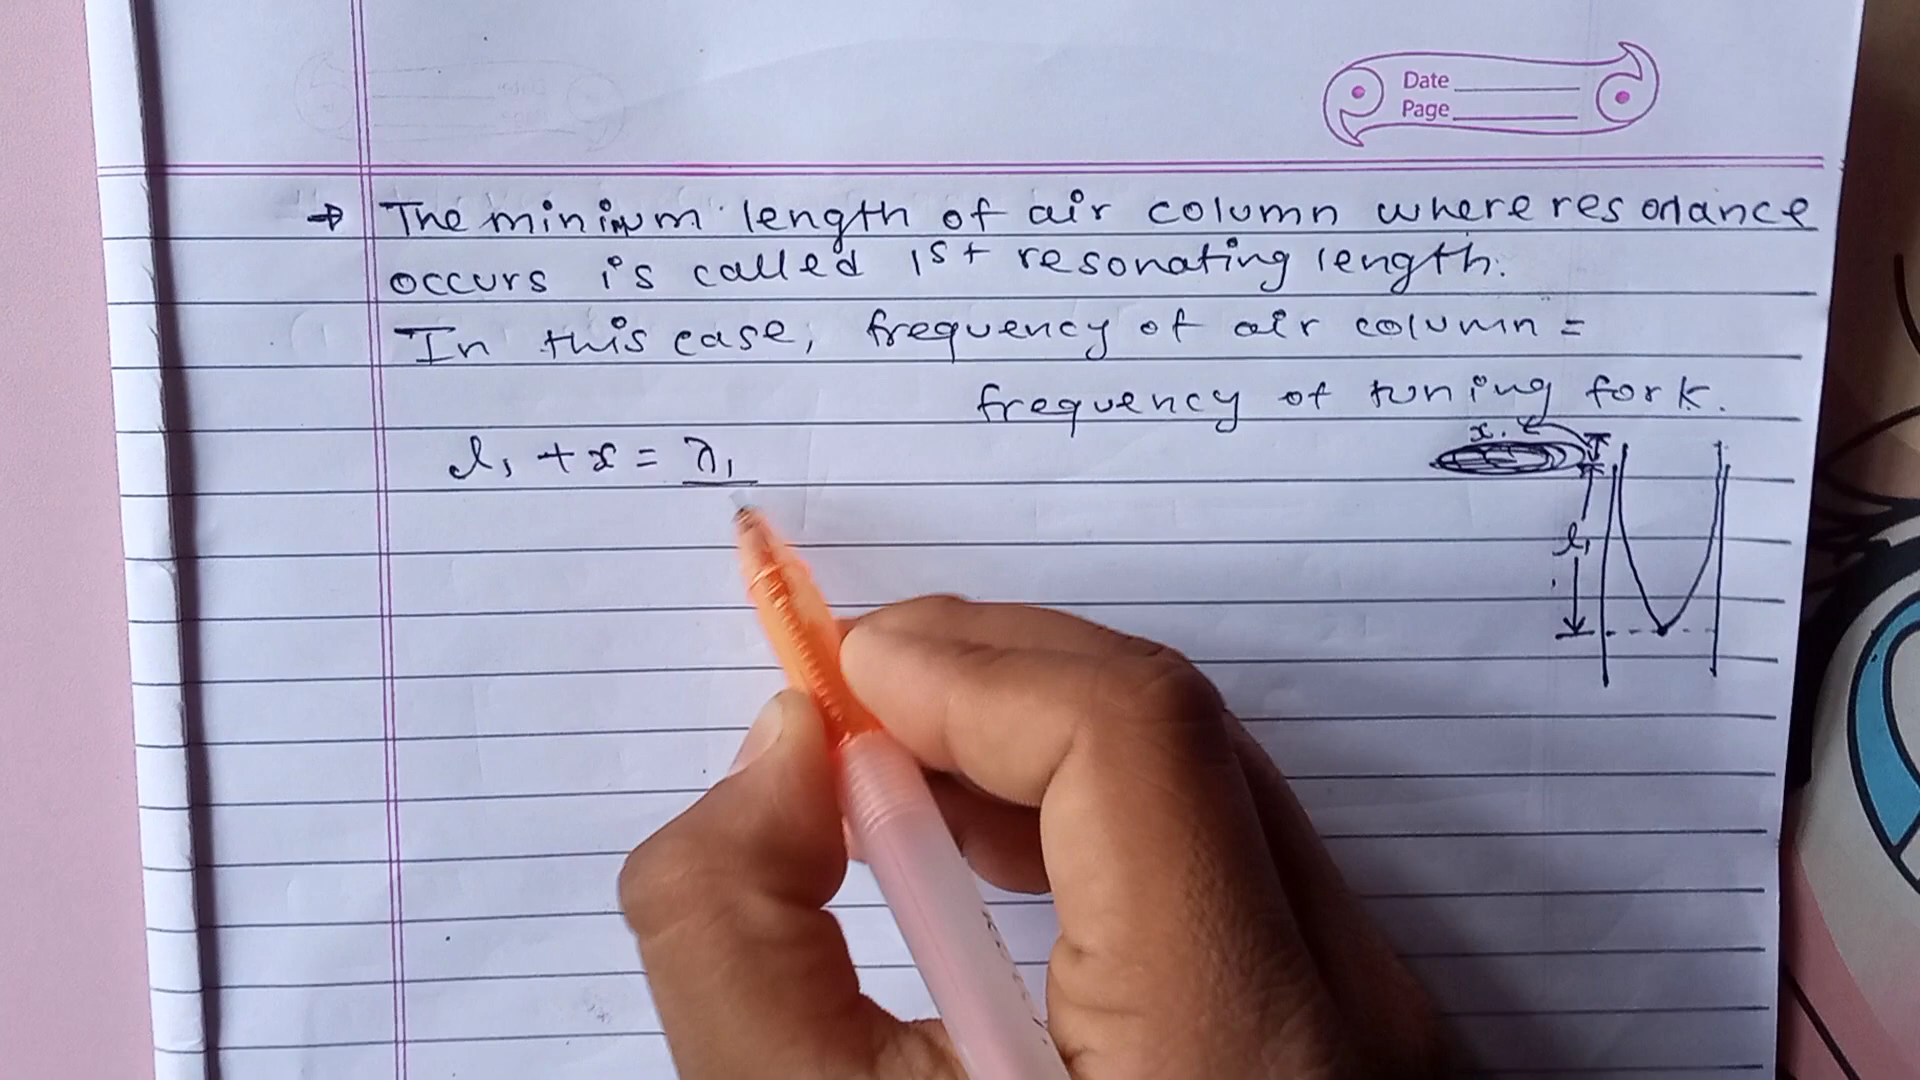 Date
Page
→ The minimum length of air column where resonance
occurs is called 1st resonating length.
In this case, frequency of air column =
frequency of tuning fork.
x.
l₁ + x = λ₁
l₁